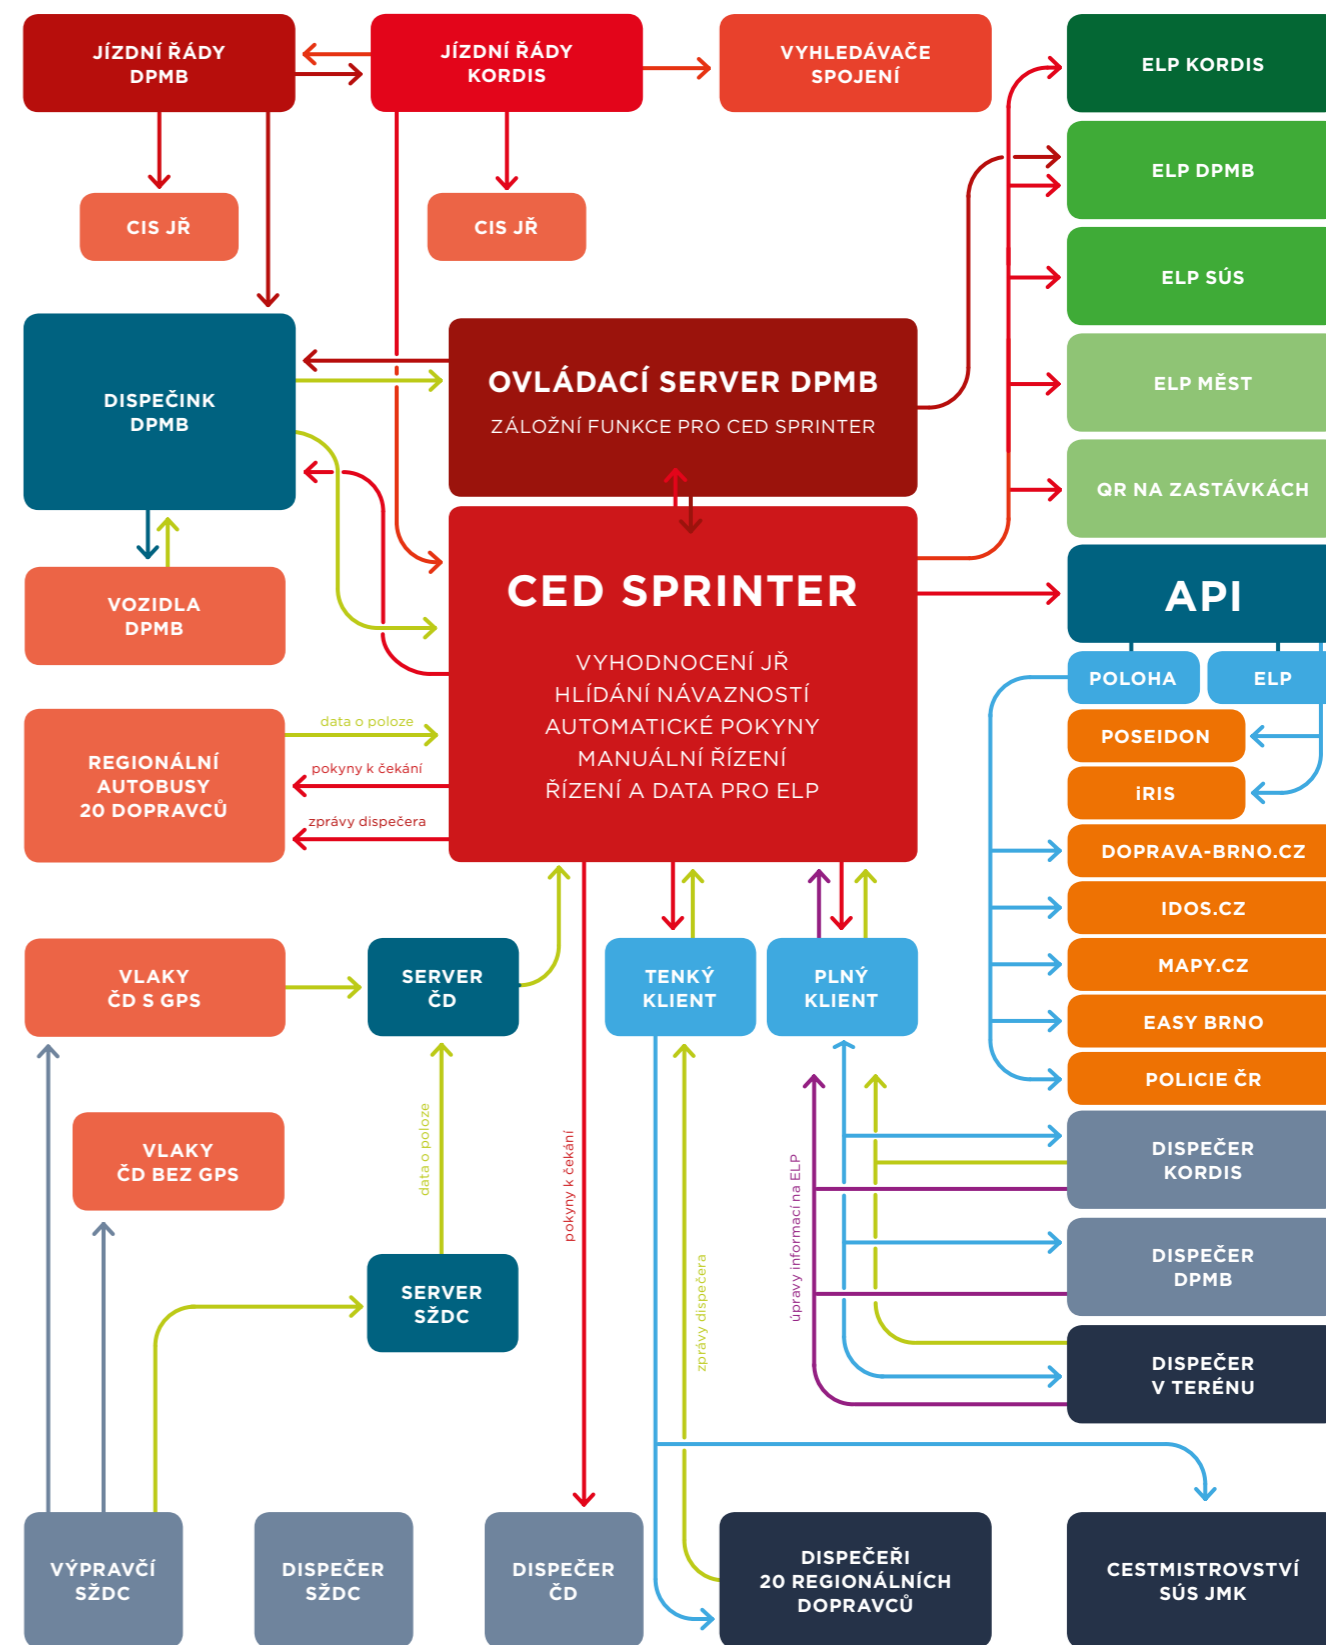 JÍZDNÍ ŘÁDY
DPMB
JÍZDNÍ ŘÁDY
KORDIS
VYHLEDÁVAČE
SPOJENÍ
ELP KORDIS
ELP DPMB
CIS JŘ
CIS JŘ
ELP SÚS
DISPEČINK
DPMB
OVLÁDACÍ SERVER DPMB
ZÁLOŽNÍ FUNKCE PRO CED SPRINTER
ELP MĚST
QR NA ZASTÁVKÁCH
VOZIDLA
DPMB
CED SPRINTER
VYHODNOCENÍ JŘ
HLÍDÁNÍ NÁVAZNOSTÍ
AUTOMATICKÉ POKYNY
MANUÁLNÍ ŘÍZENÍ
ŘÍZENÍ A DATA PRO ELP
API
POLOHA
ELP
POSEIDON
iRIS
REGIONÁLNÍ
AUTOBUSY
20 DOPRAVCŮ
data o poloze
pokyny k čekání
zprávy dispečera
DOPRAVA-BRNO.CZ
IDOS.CZ
MAPY.CZ
EASY BRNO
POLICIE ČR
VLAKY
ČD S GPS
SERVER
ČD
TENKÝ
KLIENT
PLNÝ
KLIENT
VLAKY
ČD BEZ GPS
data o poloze
pokyny k čekání
zprávy dispečera
úpravy informací na ELP
DISPEČER
KORDIS
DISPEČER
DPMB
SERVER
SŽDC
DISPEČER
V TERÉNU
VÝPRAVČÍ
SŽDC
DISPEČER
SŽDC
DISPEČER
ČD
DISPEČEŘI
20 REGIONÁLNÍCH
DOPRAVCŮ
CESTMISTROVSTVÍ
SÚS JMK